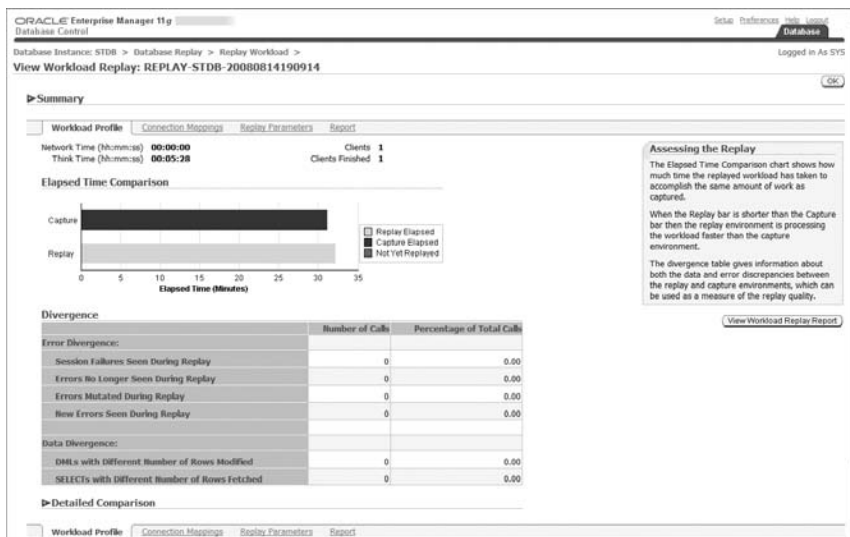 ORACLE Enterprise Manager 11g
Database Control
Setup Preferences Help Logout
Database
Database Instance: STDB > Database Replay > Replay Workload >
Logged in As SYS
View Workload Replay: REPLAY-STDB-20080814190914
OK
Summary
Workload Profile Connection Mappings Replay Parameters Report
Network Time (hh:mm:ss) 00:00:00 Clients 1
Think Time (hh:mm:ss) 00:05:28 Clients Finished 1
Elapsed Time Comparison
Capture
Replay
0 5 10 15 20 25 30 35
Elapsed Time (Minutes)
Replay Elapsed
Capture Elapsed
Not Yet Replayed
Assessing the Replay
The Elapsed Time Comparison chart shows how
much time the replayed workload has taken to
accomplish the same amount of work as
captured.
When the Replay bar is shorter than the Capture
bar then the replay environment is processing
the workload faster than the capture
environment.
The divergence table gives information about
both the data and error discrepancies between
the replay and capture environments, which can
be used as a measure of the replay quality.
View Workload Replay Report
Divergence
Number of Calls Percentage of Total Calls
Error Divergence:
Session Failures Seen During Replay 0 0.00
Errors No Longer Seen During Replay 0 0.00
Errors Mutated During Replay 0 0.00
New Errors Seen During Replay 0 0.00
Data Divergence:
DMLs with Different Number of Rows Modified 0 0.00
SELECTs with Different Number of Rows Fetched 0 0.00
Detailed Comparison
Workload Profile Connection Mappings Replay Parameters Report